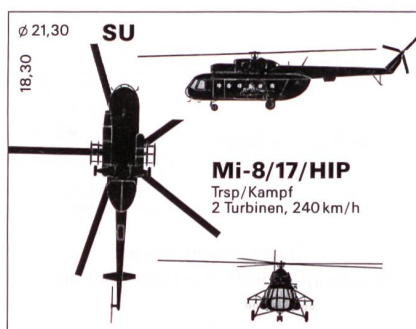 ø 21,30
SU
18,30
Mi-8/17/HIP
Trsp/Kampf
2 Turbinen, 240 km/h